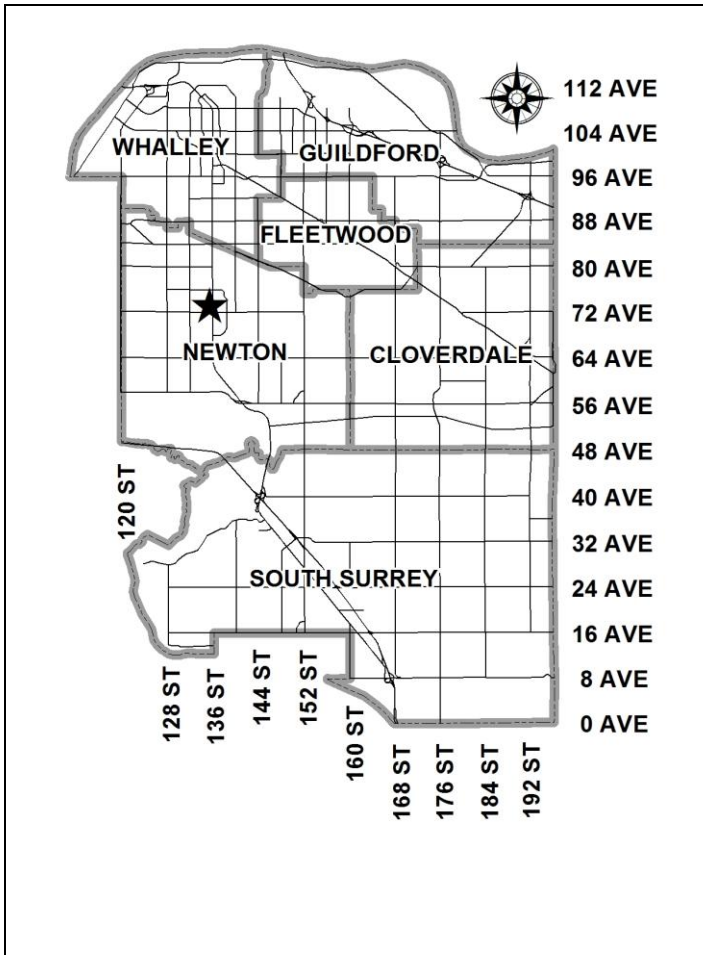 112 AVE
104 AVE
WHALLEY
GUILDFORD
96 AVE
88 AVE
FLEETWOOD
80 AVE
72 AVE
NEWTON
CLOVERDALE
64 AVE
56 AVE
48 AVE
120 ST
40 AVE
32 AVE
SOUTH SURREY
24 AVE
16 AVE
8 AVE
0 AVE
128 ST
136 ST
144 ST
152 ST
160 ST
168 ST
176 ST
184 ST
192 ST